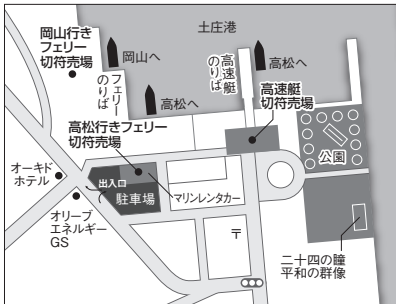 土庄港
岡山行き
フェリー
切符売場
岡山へ
高松へ
フェリー
のりば
高松へ
高速艇
のりば
高速艇
切符売場
高松行きフェリー
切符売場
公園
オーキド
ホテル
出入口
駐車場
マリンレンタカー
オリーブ
エネルギー
GS
〒
二十四の瞳
平和の群像